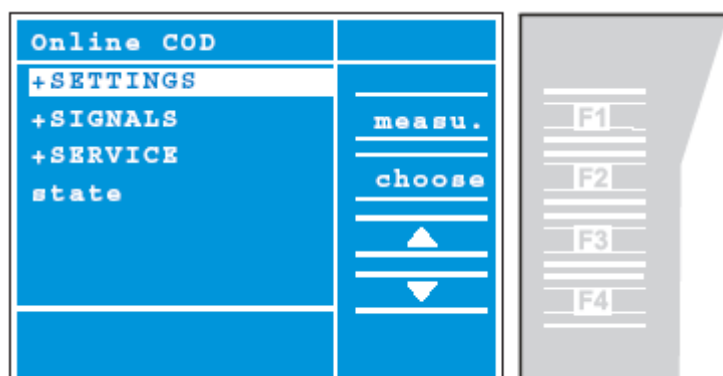 Online COD
+SETTINGS
+SIGNALS
+SERVICE
state
measu.
choose
F1
F2
F3
F4